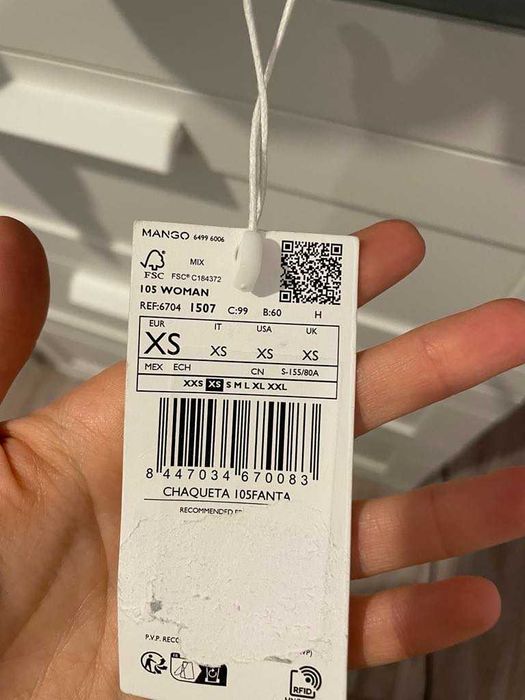 MANGO 6499 6006
MIX
FSC FSC® C184372
105 WOMAN
REF:6704 1507 C:99 B:60 H
EUR IT USA UK
XS XS XS XS
MEX ECH CN S-155/80A
XXS XS S M L XL XXL
8 447034 670083
CHAQUETA 105FANTA
RECOMMENDED
P.V.P. REC
VP)
RFID